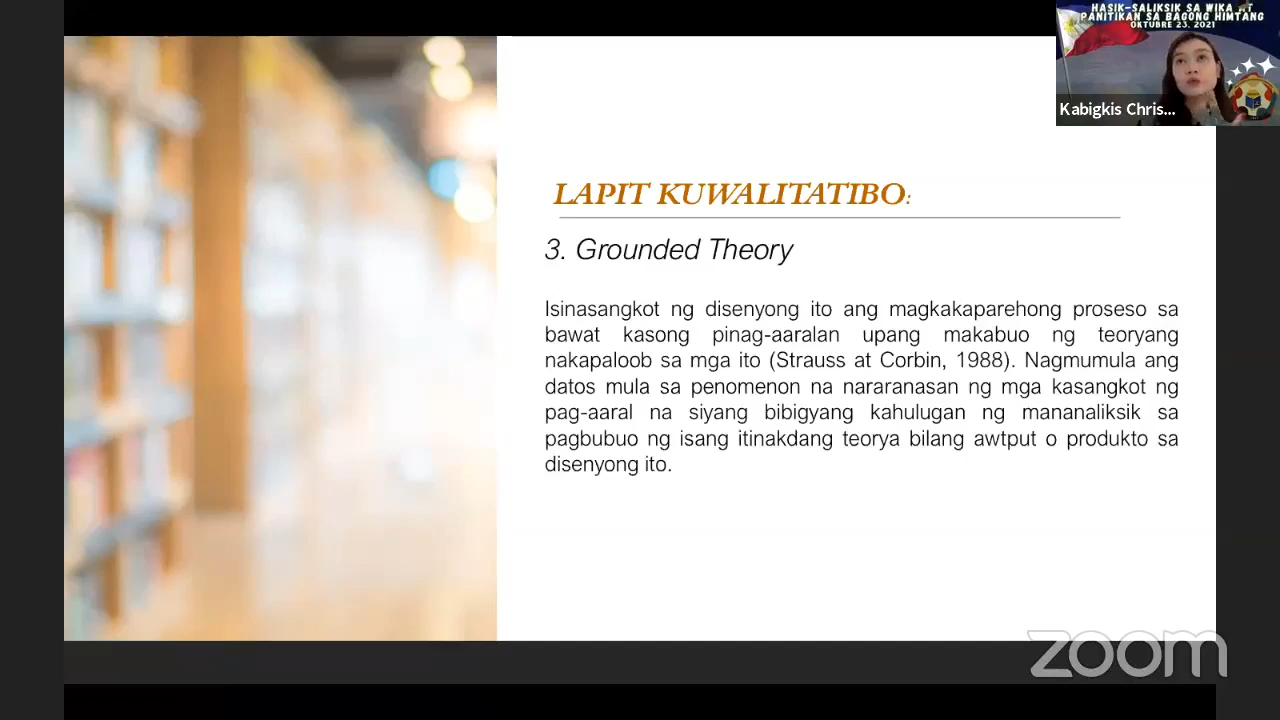 HASIK-SALIKSIK SA WIKA AT
PANITIKAN SA BAGONG HIMTANG
OKTUBRE 23, 2021
Kabigkis Chris...
LAPIT KUWALITATIBO:
3. Grounded Theory
Isinasangkot ng disenyong ito ang magkakaparehong proseso sa
bawat kasong pinag-aaralan upang makabuo ng teoryang
nakapaloob sa mga ito (Strauss at Corbin, 1988). Nagmumula ang
datos mula sa penomenon na nararanasan ng mga kasangkot ng
pag-aaral na siyang bibigyang kahulugan ng mananaliksik sa
pagbubuo ng isang itinakdang teorya bilang awtput o produkto sa
disenyong ito.
zoom